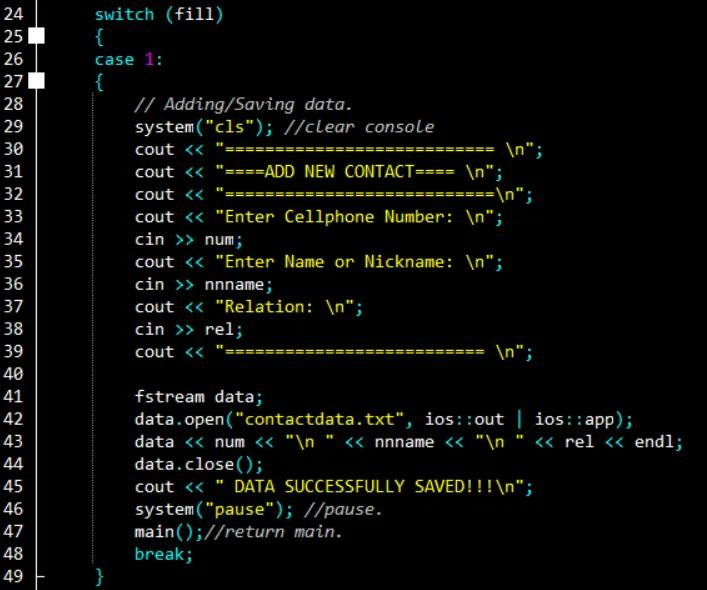 24 switch (fill)
25 {
26 case 1:
27 {
28 // Adding/Saving data.
29 system("cls"); //clear console
30 cout << "=========================== \n";
31 cout << "====ADD NEW CONTACT==== \n";
32 cout << "===========================\n";
33 cout << "Enter Cellphone Number: \n";
34 cin >> num;
35 cout << "Enter Name or Nickname: \n";
36 cin >> nnname;
37 cout << "Relation: \n";
38 cin >> rel;
39 cout << "========================== \n";
40
41 fstream data;
42 data.open("contactdata.txt", ios::out | ios::app);
43 data << num << "\n " << nnname << "\n " << rel << endl;
44 data.close();
45 cout << " DATA SUCCESSFULLY SAVED!!!\n";
46 system("pause"); //pause.
47 main();//return main.
48 break;
49 }